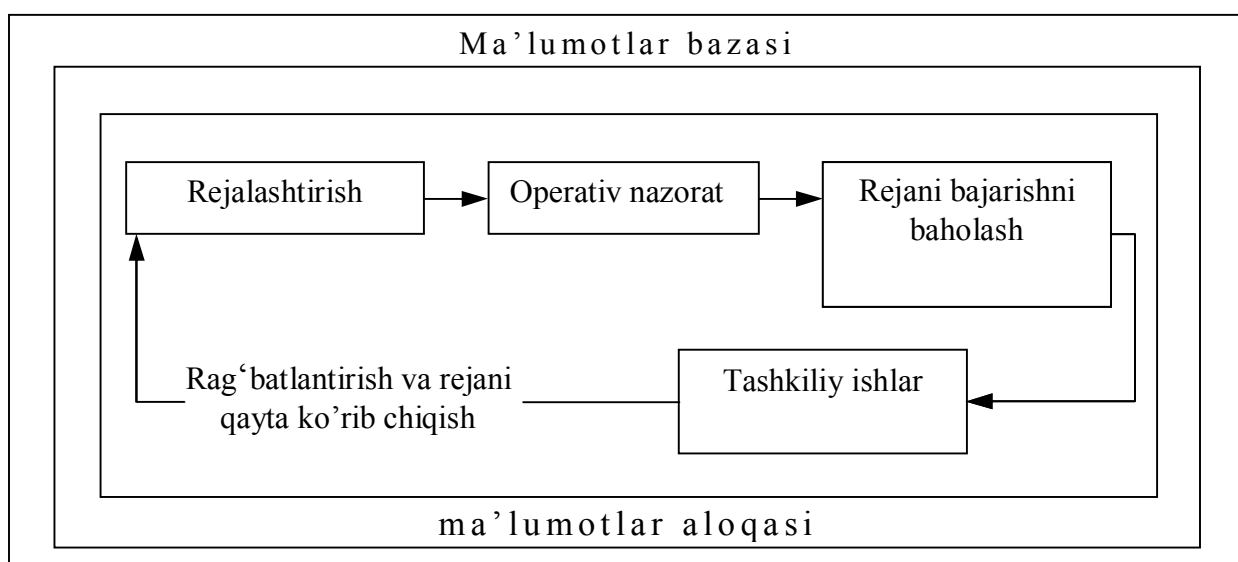 Ma’lumotlar bazasi
Rejalashtirish
Operativ nazorat
Rejani bajarishni
baholash
Rag‘batlantirish va rejani
qayta ko’rib chiqish
Tashkiliy ishlar
ma’lumotlar aloqasi